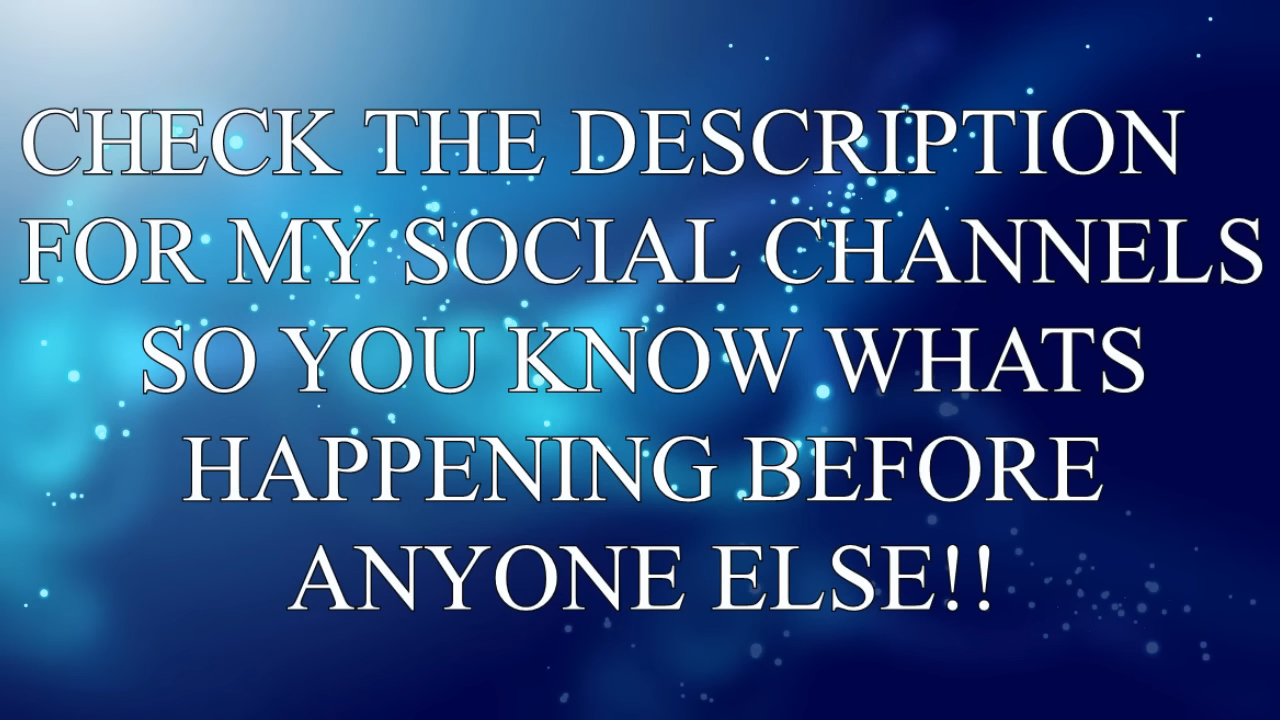 CHECK THE DESCRIPTION
FOR MY SOCIAL CHANNELS
SO YOU KNOW WHATS
HAPPENING BEFORE
ANYONE ELSE!!